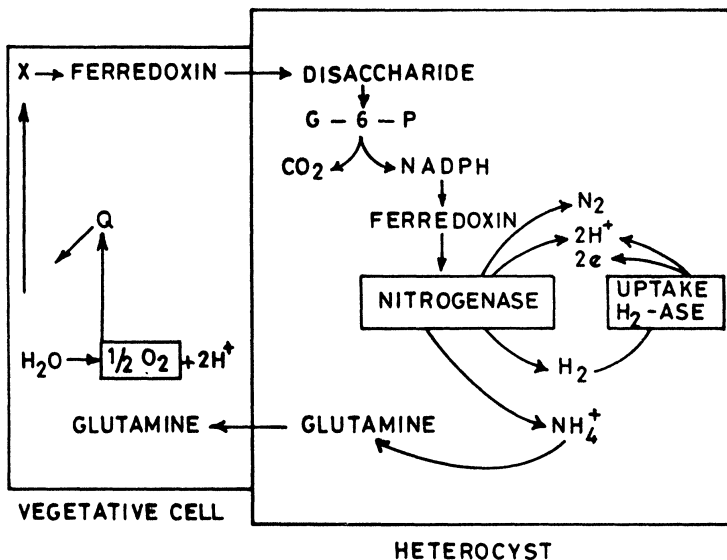 X → FERREDOXIN → DISACCHARIDE
G - 6 - P
CO₂ NADPH
FERREDOXIN
N₂
2H⁺
2e
Q
NITROGENASE
UPTAKE
H₂-ASE
H₂O → ½ O₂ + 2H⁺
H₂
GLUTAMINE ← GLUTAMINE
NH₄⁺
VEGETATIVE CELL
HETEROCYST